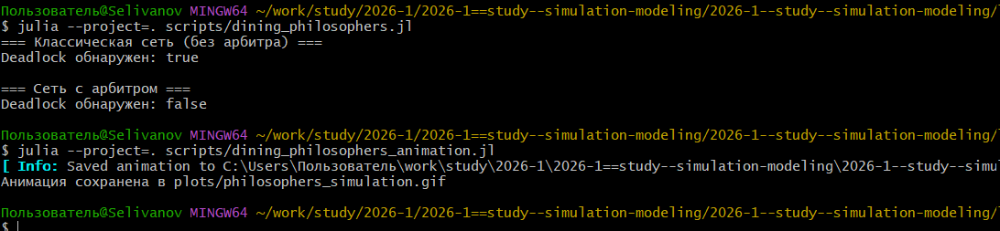 Пользователь@Selivanov MINGW64 ~/work/study/2026-1/2026-1==study--simulation-modeling/2026-1--study--simulation-modeling/
$ julia --project=. scripts/dining_philosophers.jl
=== Классическая сеть (без арбитра) ===
Deadlock обнаружен: true
=== Сеть с арбитром ===
Deadlock обнаружен: false
Пользователь@Selivanov MINGW64 ~/work/study/2026-1/2026-1==study--simulation-modeling/2026-1--study--simulation-modeling/
$ julia --project=. scripts/dining_philosophers_animation.jl
[ Info: Saved animation to C:\Users\Пользователь\work\study\2026-1\2026-1==study--simulation-modeling\2026-1--study--simu
Анимация сохранена в plots/philosophers_simulation.gif
Пользователь@Selivanov MINGW64 ~/work/study/2026-1/2026-1==study--simulation-modeling/2026-1--study--simulation-modeling/
$